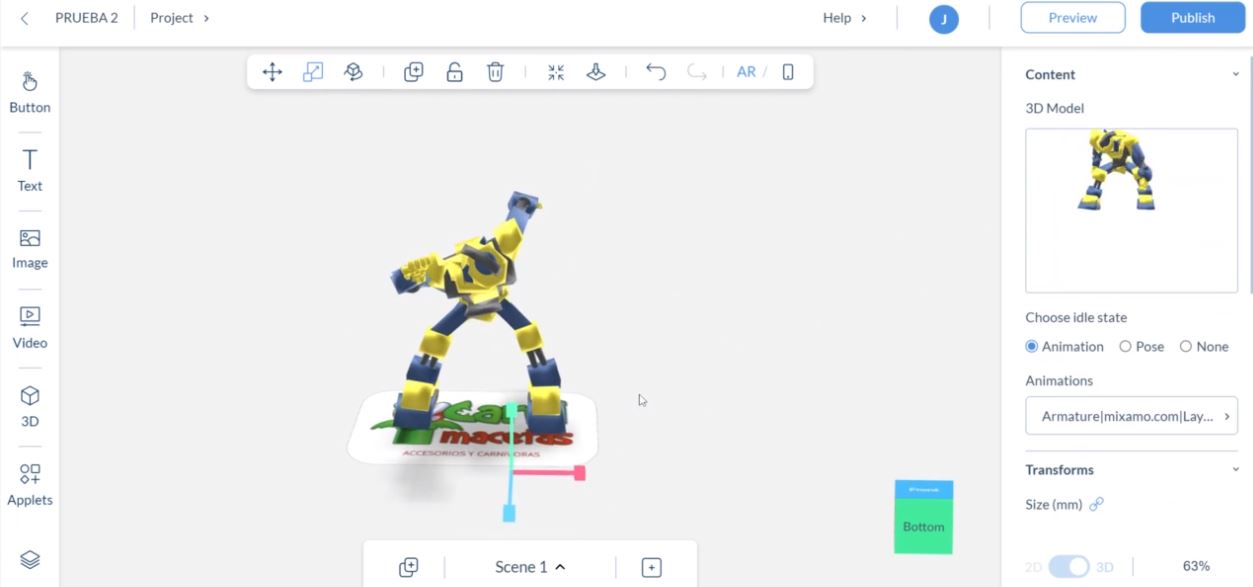 PRUEBA 2
Project
Help
J
Preview
Publish
AR /
Button
Text
Image
Video
3D
Applets
Content
3D Model
Choose idle state
Animation
Pose
None
Animations
Armature|mixamo.com|Lay...
Transforms
Size (mm)
2D
3D
63%
macetas
ACCESORIOS Y CARNIVORAS
Bottom
Scene 1